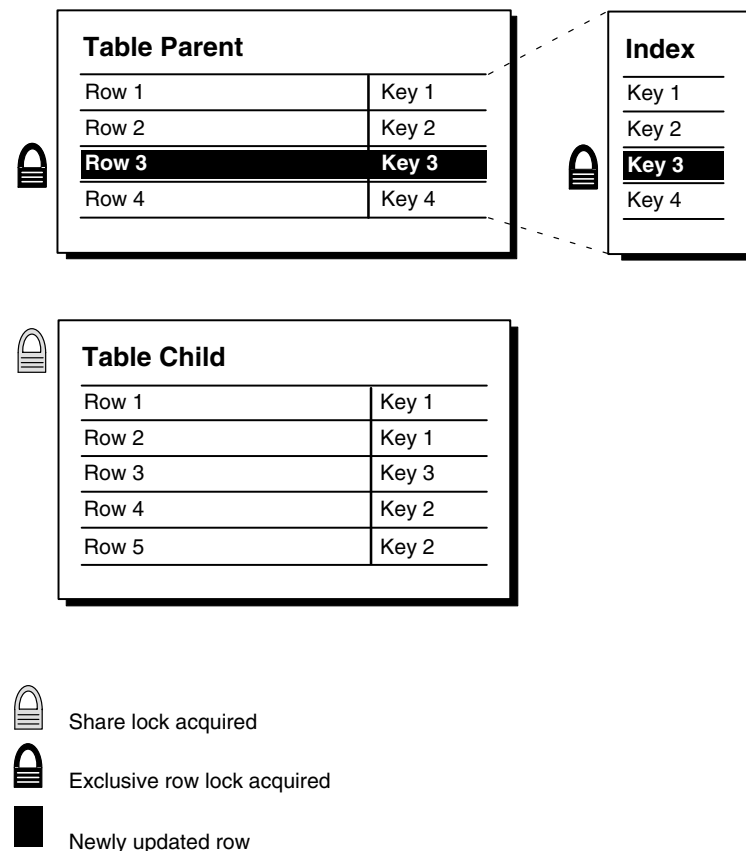 Table Parent
Row 1 Key 1
Row 2 Key 2
Row 3 Key 3
Row 4 Key 4
Index
Key 1
Key 2
Key 3
Key 4
Table Child
Row 1 Key 1
Row 2 Key 1
Row 3 Key 3
Row 4 Key 2
Row 5 Key 2
Share lock acquired
Exclusive row lock acquired
Newly updated row